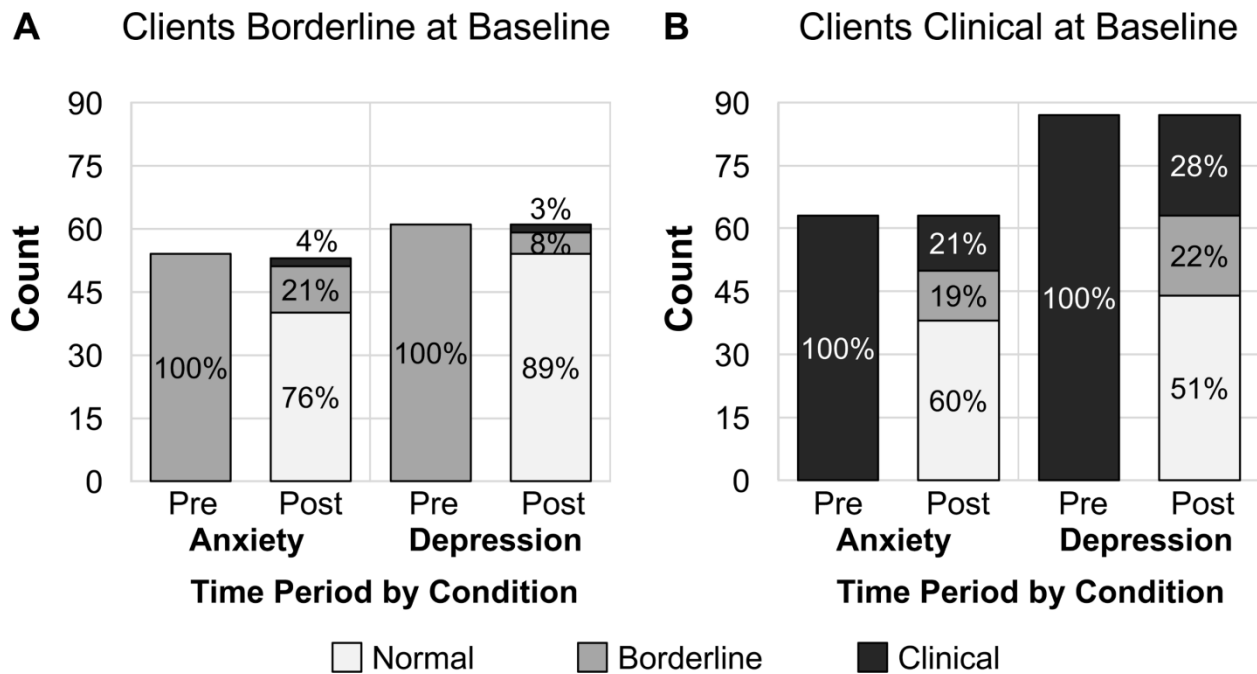 A Clients Borderline at Baseline
Count
90
75
60
45
30
15
0
100%
4%
21%
76%
100%
3%
8%
89%
Pre Post Pre Post
Anxiety Depression
Time Period by Condition
B Clients Clinical at Baseline
Count
90
75
60
45
30
15
0
100%
21%
19%
60%
100%
28%
22%
51%
Pre Post Pre Post
Anxiety Depression
Time Period by Condition
Normal Borderline Clinical